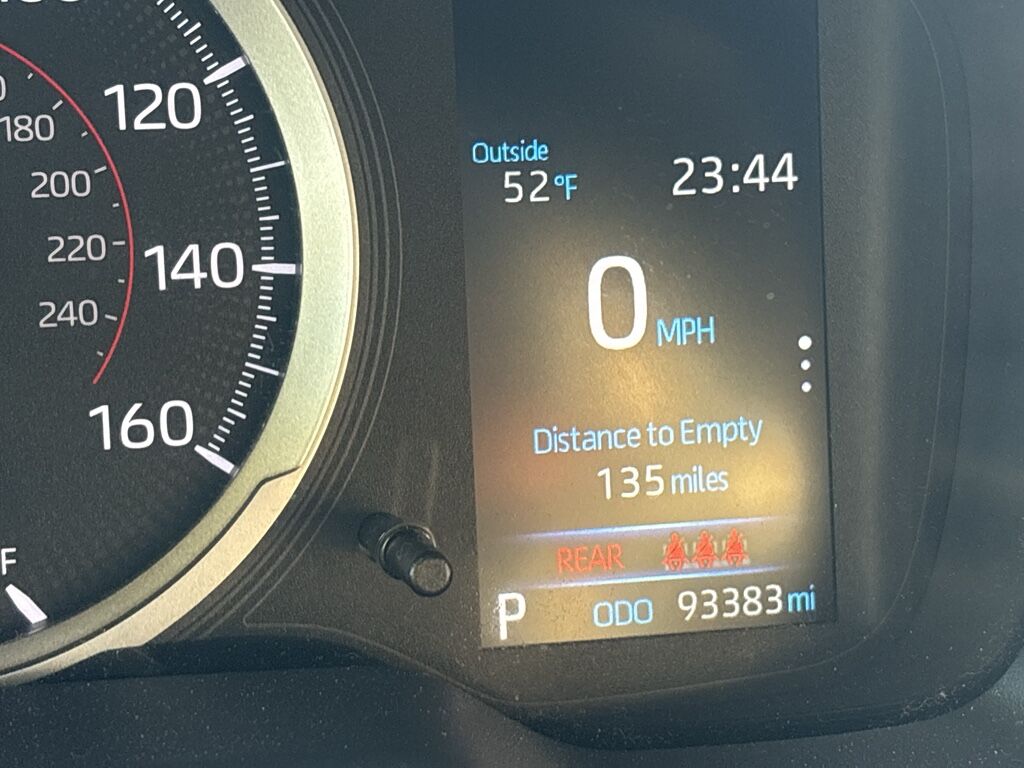 120
180
200
220
140
240
160
F
Outside
52°F
23:44
0 MPH
Distance to Empty
135 miles
REAR
P ODO 93383 mi